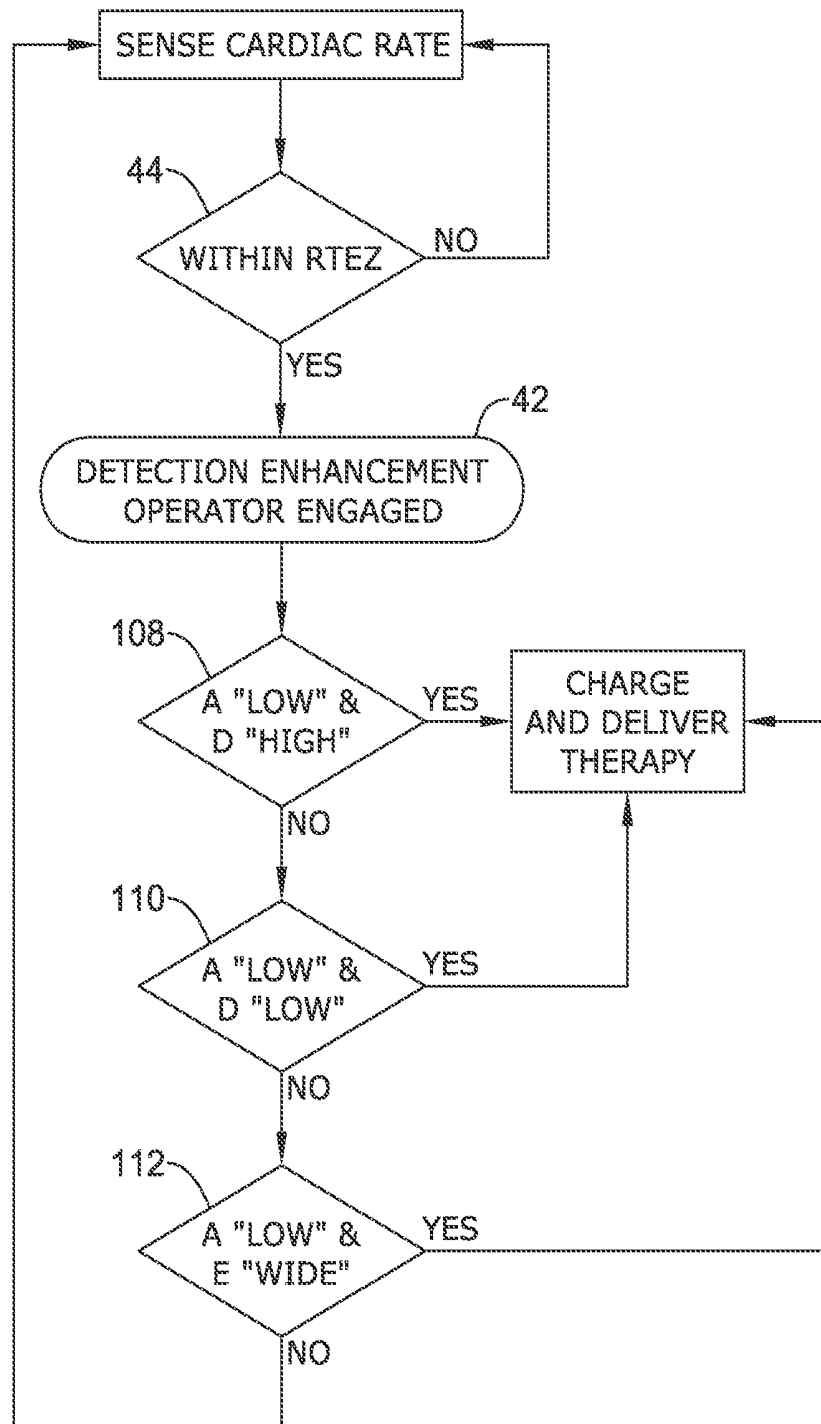 SENSE CARDIAC RATE
44
WITHIN RTEZ
NO
YES
42
DETECTION ENHANCEMENT
OPERATOR ENGAGED
108
A "LOW" &
D "HIGH"
YES
CHARGE
AND DELIVER
THERAPY
NO
110
A "LOW" &
D "LOW"
YES
NO
112
A "LOW" &
E "WIDE"
YES
NO